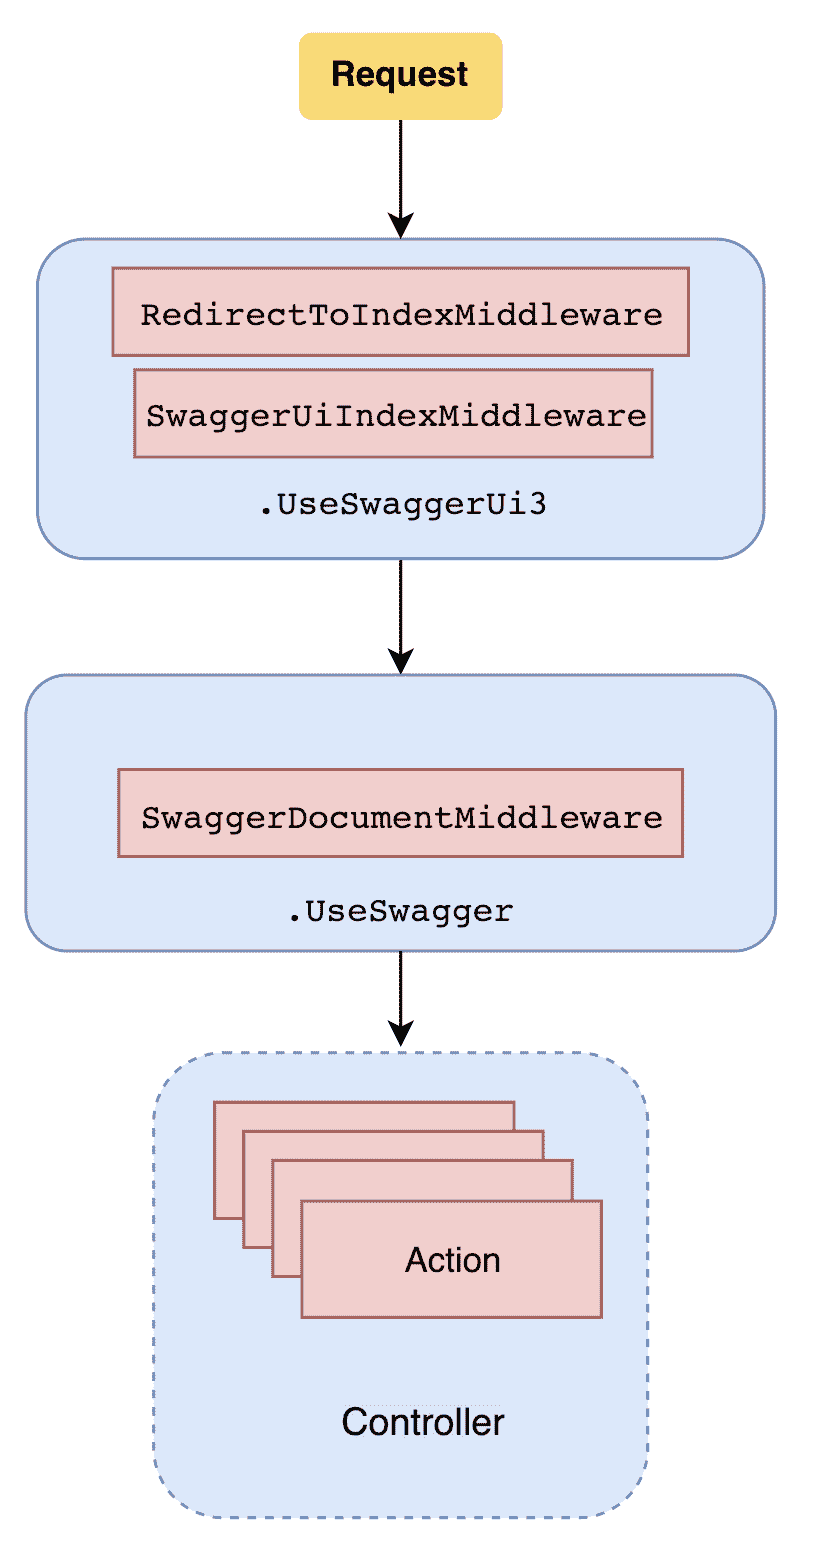 Request
RedirectToIndexMiddleware
SwaggerUiIndexMiddleware
.UseSwaggerUi3
SwaggerDocumentMiddleware
.UseSwagger
Action
Controller